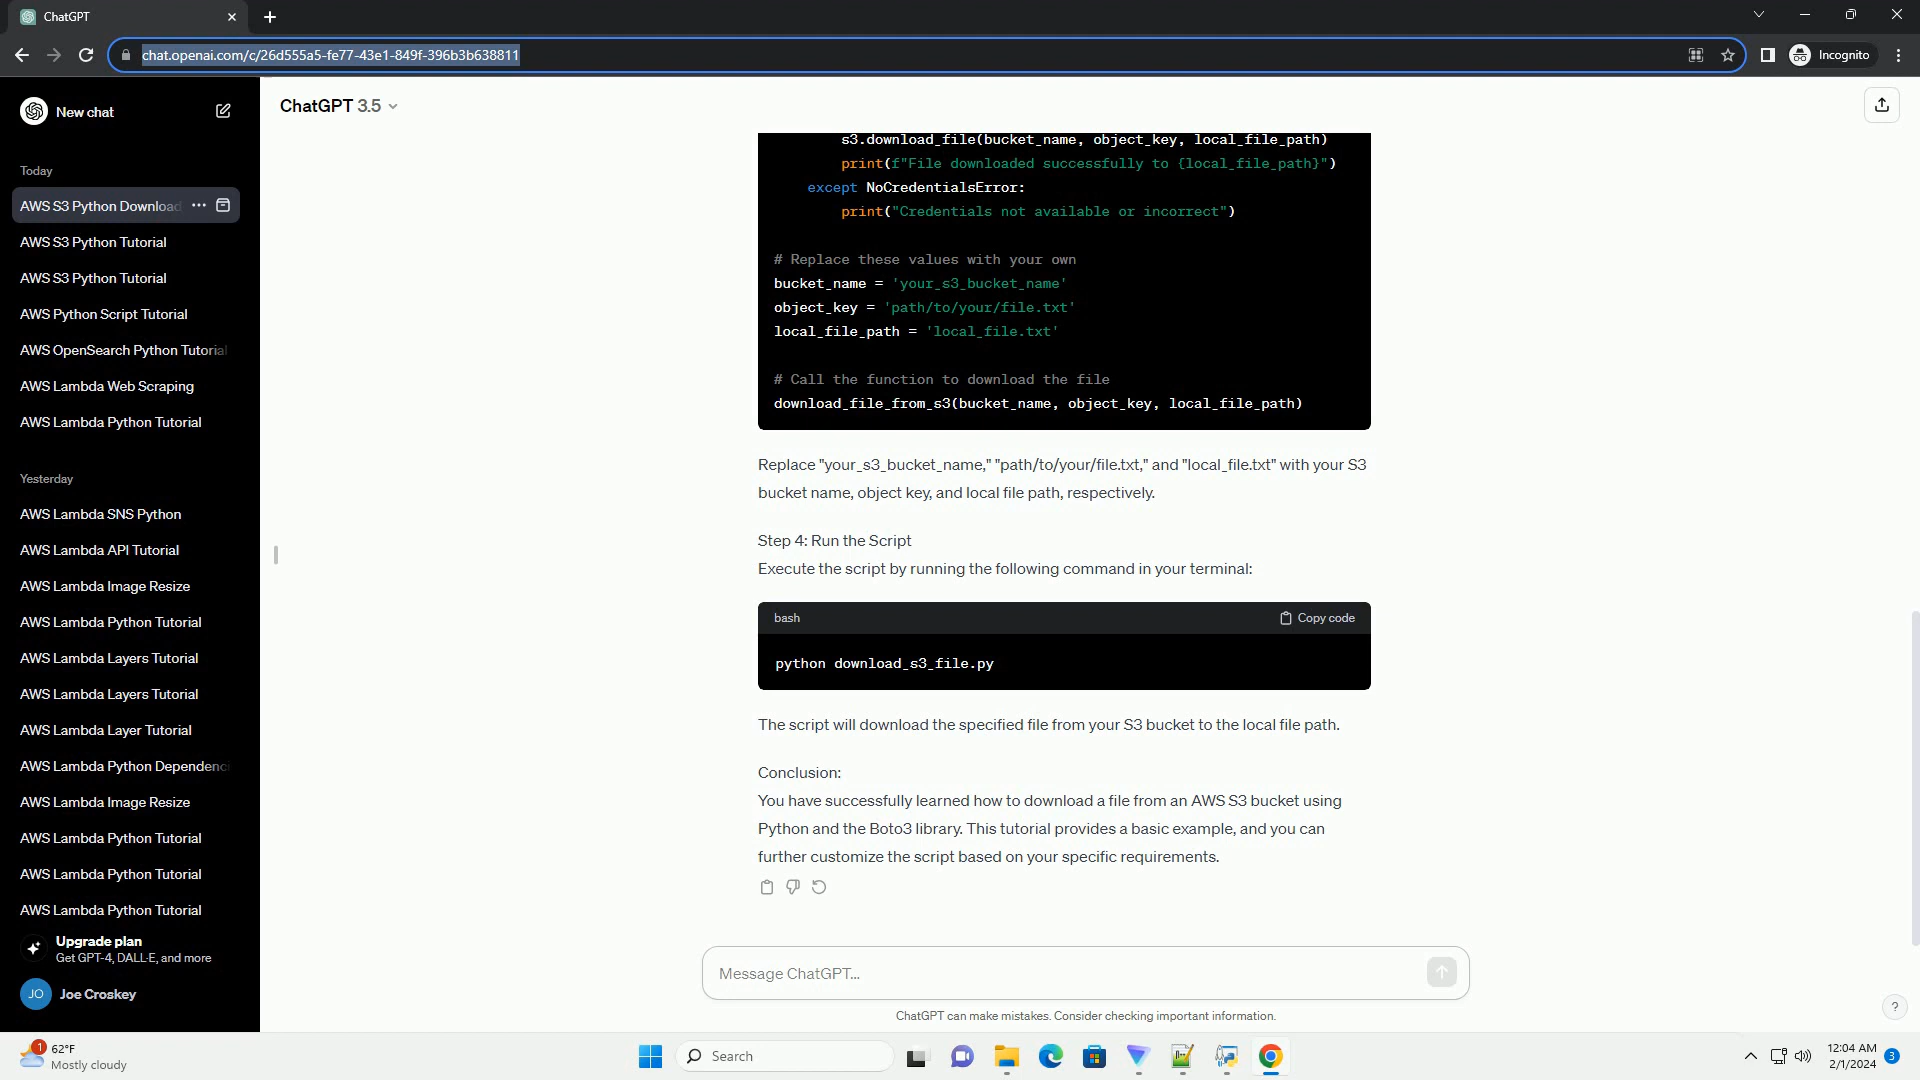 ChatGPT
chat.openai.com/c/26d555a5-fe77-43e1-849f-396b3b638811
Incognito
New chat
Today
AWS S3 Python Download
AWS S3 Python Tutorial
AWS S3 Python Tutorial
AWS Python Script Tutorial
AWS OpenSearch Python Tutorial
AWS Lambda Web Scraping
AWS Lambda Python Tutorial
Yesterday
AWS Lambda SNS Python
AWS Lambda API Tutorial
AWS Lambda Image Resize
AWS Lambda Python Tutorial
AWS Lambda Layers Tutorial
AWS Lambda Layers Tutorial
AWS Lambda Layer Tutorial
AWS Lambda Python Dependenc
AWS Lambda Image Resize
AWS Lambda Python Tutorial
AWS Lambda Python Tutorial
AWS Lambda Python Tutorial
Upgrade plan
Get GPT-4, DALL·E, and more
JO Joe Croskey
ChatGPT 3.5
s3.download_file(bucket_name, object_key, local_file_path)
print(f"File downloaded successfully to {local_file_path}")
except NoCredentialsError:
print("Credentials not available or incorrect")
# Replace these values with your own
bucket_name = 'your_s3_bucket_name'
object_key = 'path/to/your/file.txt'
local_file_path = 'local_file.txt'
# Call the function to download the file
download_file_from_s3(bucket_name, object_key, local_file_path)
Replace "your_s3_bucket_name," "path/to/your/file.txt," and "local_file.txt" with your S3
bucket name, object key, and local file path, respectively.
Step 4: Run the Script
Execute the script by running the following command in your terminal:
bash
Copy code
python download_s3_file.py
The script will download the specified file from your S3 bucket to the local file path.
Conclusion:
You have successfully learned how to download a file from an AWS S3 bucket using
Python and the Boto3 library. This tutorial provides a basic example, and you can
further customize the script based on your specific requirements.
Message ChatGPT...
ChatGPT can make mistakes. Consider checking important information.
?
1
62°F
Mostly cloudy
Search
12:04 AM
2/1/2024
3